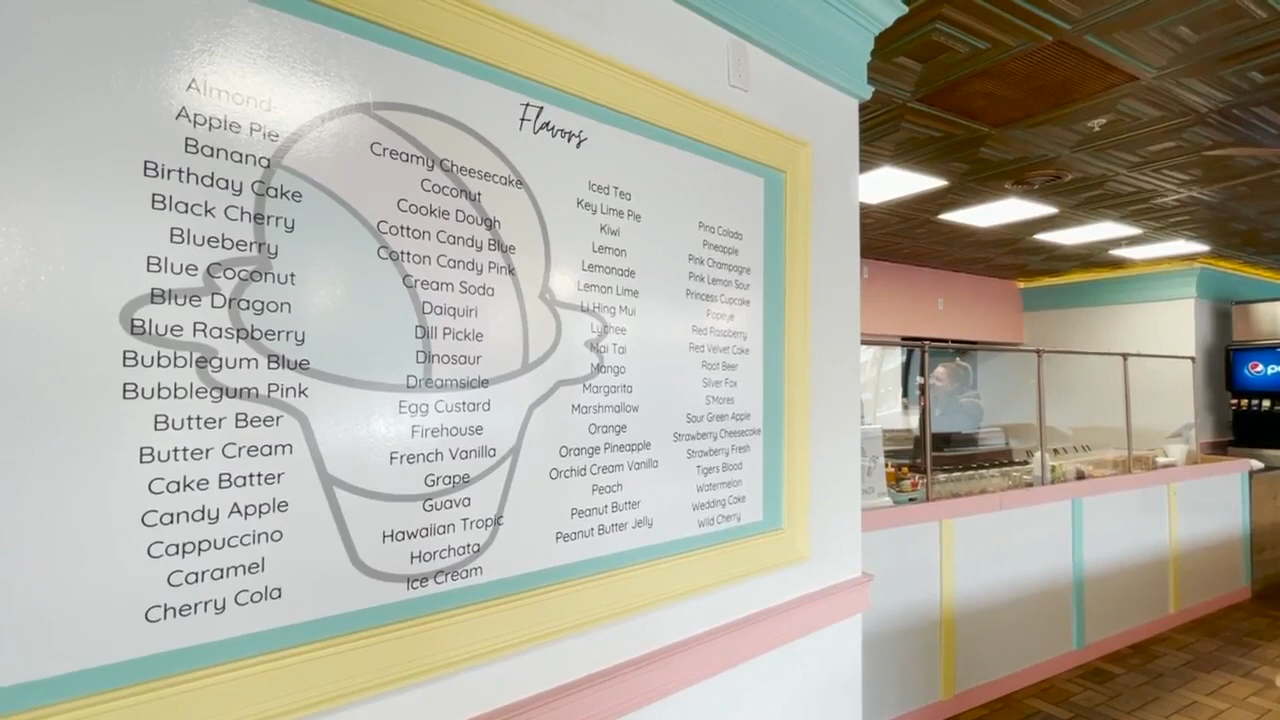 Flavors
Almond
Apple Pie
Banana
Birthday Cake
Black Cherry
Blueberry
Blue Coconut
Blue Dragon
Blue Raspberry
Bubblegum Blue
Bubblegum Pink
Butter Beer
Butter Cream
Cake Batter
Candy Apple
Cappuccino
Caramel
Cherry Cola
Creamy Cheesecake
Coconut
Cookie Dough
Cotton Candy Blue
Cotton Candy Pink
Cream Soda
Daiquiri
Dill Pickle
Dinosaur
Dreamsicle
Egg Custard
Firehouse
French Vanilla
Grape
Guava
Hawaiian Tropic
Horchata
Ice Cream
Iced Tea
Key Lime Pie
Kiwi
Lemon
Lemonade
Lemon Lime
Li Hing Mui
Lychee
Mai Tai
Mango
Margarita
Marshmallow
Orange
Orange Pineapple
Orchid Cream Vanilla
Peach
Peanut Butter
Peanut Butter Jelly
Pina Colada
Pineapple
Pink Champagne
Pink Lemon Sour
Princess Cupcake
Popeye
Red Raspberry
Red Velvet Cake
Root Beer
Silver Fox
S'Mores
Sour Green Apple
Strawberry Cheesecake
Strawberry Fresh
Tigers Blood
Watermelon
Wedding Cake
Wild Cherry